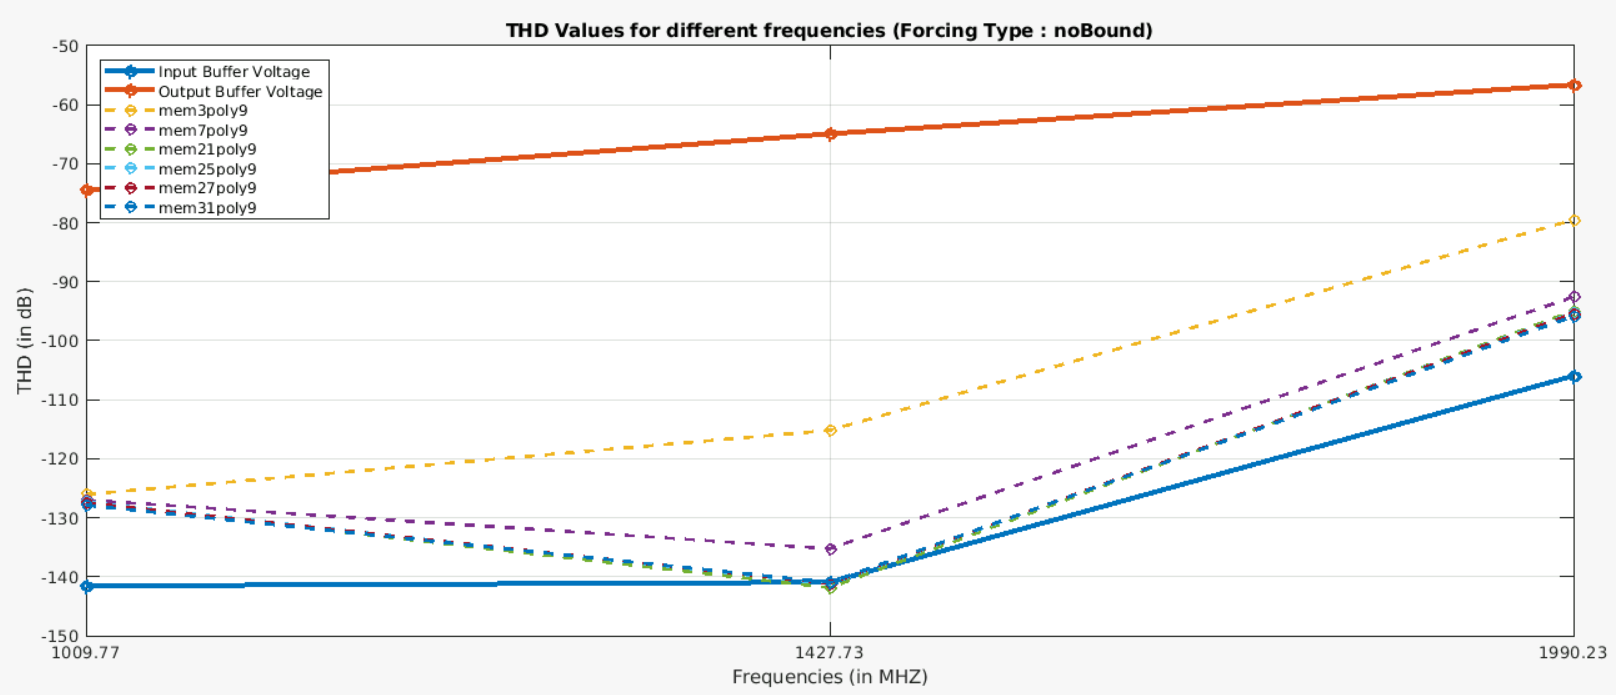 THD Values for different frequencies (Forcing Type : noBound)
-50
-60
-70
-80
-90
-100
-110
-120
-130
-140
-150
THD (in dB)
Input Buffer Voltage
Output Buffer Voltage
mem3poly9
mem7poly9
mem21poly9
mem25poly9
mem27poly9
mem31poly9
1009.77
1427.73
1990.23
Frequencies (in MHZ)